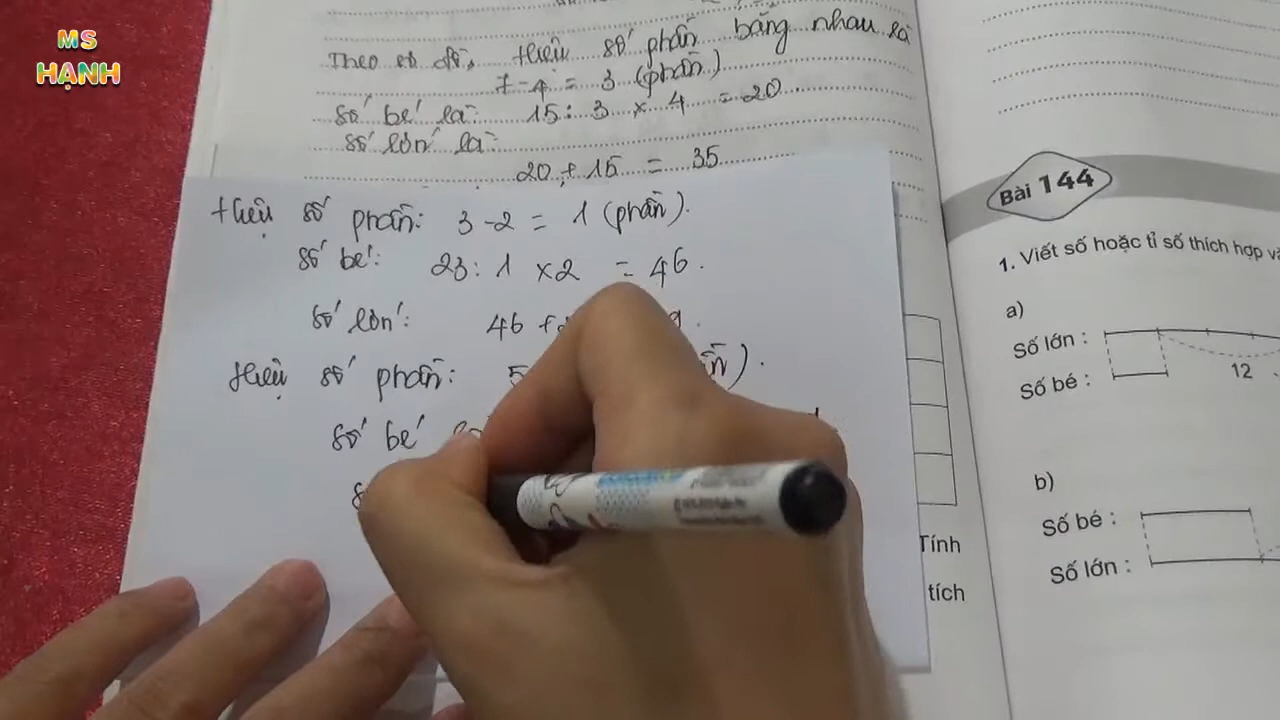 MS
HẠNH
Theo sơ đồ, hiệu số phần bằng nhau là
7 - 4 = 3 (phần)
Số bé là: 15 : 3 x 4 = 20
Số lớn là:
20 + 15 = 35
Hiệu số phần: 3 - 2 = 1 (phần).
Số bé: 23 : 1 x 2 = 46.
Số lớn: 46 +
Hiệu số phần: 5
Số bé
Bài 144
1. Viết số hoặc tỉ số thích hợp
a)
Số lớn :
Số bé :
12
b)
Số bé :
Số lớn :
Tính
tích